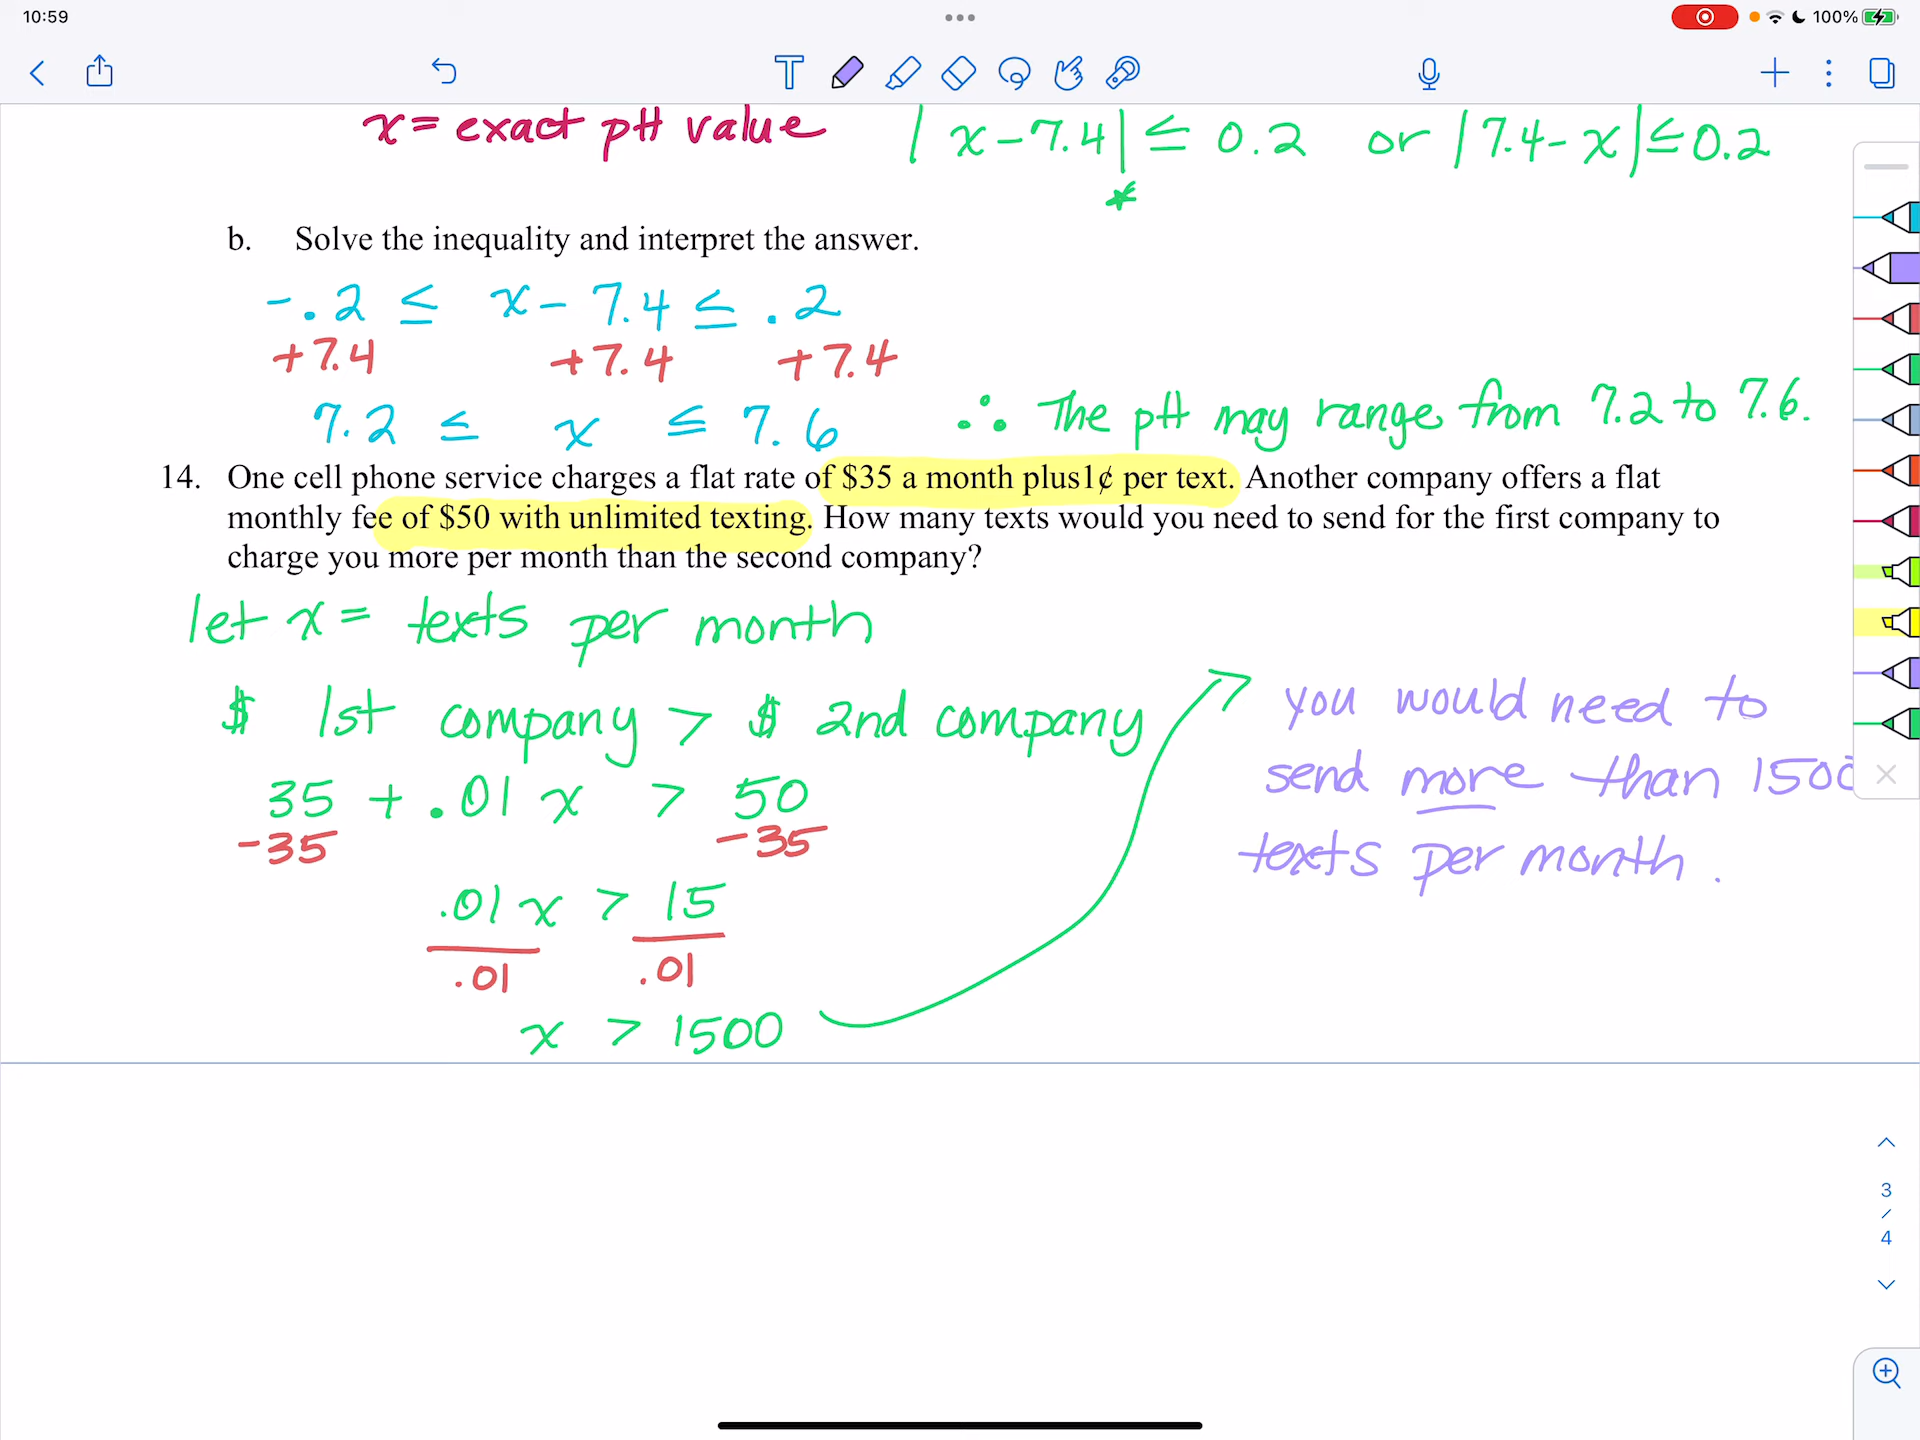 10:59
100%
x = exact pH value |x-7.4| ≤ 0.2 or |7.4-x| ≤ 0.2
*
b. Solve the inequality and interpret the answer.
-.2 ≤ x - 7.4 ≤ .2
+7.4 +7.4 +7.4
7.2 ≤ x ≤ 7.6 ∴ The pH may range from 7.2 to 7.6.
14. One cell phone service charges a flat rate of $35 a month plus1¢ per text. Another company offers a flat
monthly fee of $50 with unlimited texting. How many texts would you need to send for the first company to
charge you more per month than the second company?
let x = texts per month
$ 1st company > $ 2nd company
35 + .01 x > 50
-35 -35
.01 x > 15
.01 .01
x > 1500
you would need to
send more than 1500
texts per month.
3
/
4